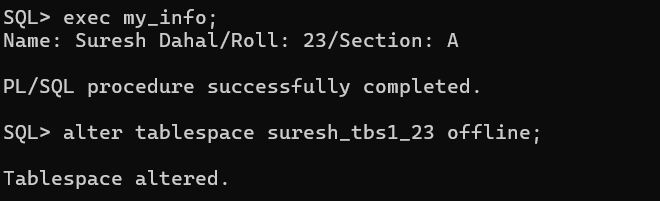 SQL> exec my_info;
Name: Suresh Dahal/Roll: 23/Section: A
PL/SQL procedure successfully completed.
SQL> alter tablespace suresh_tbs1_23 offline;
Tablespace altered.